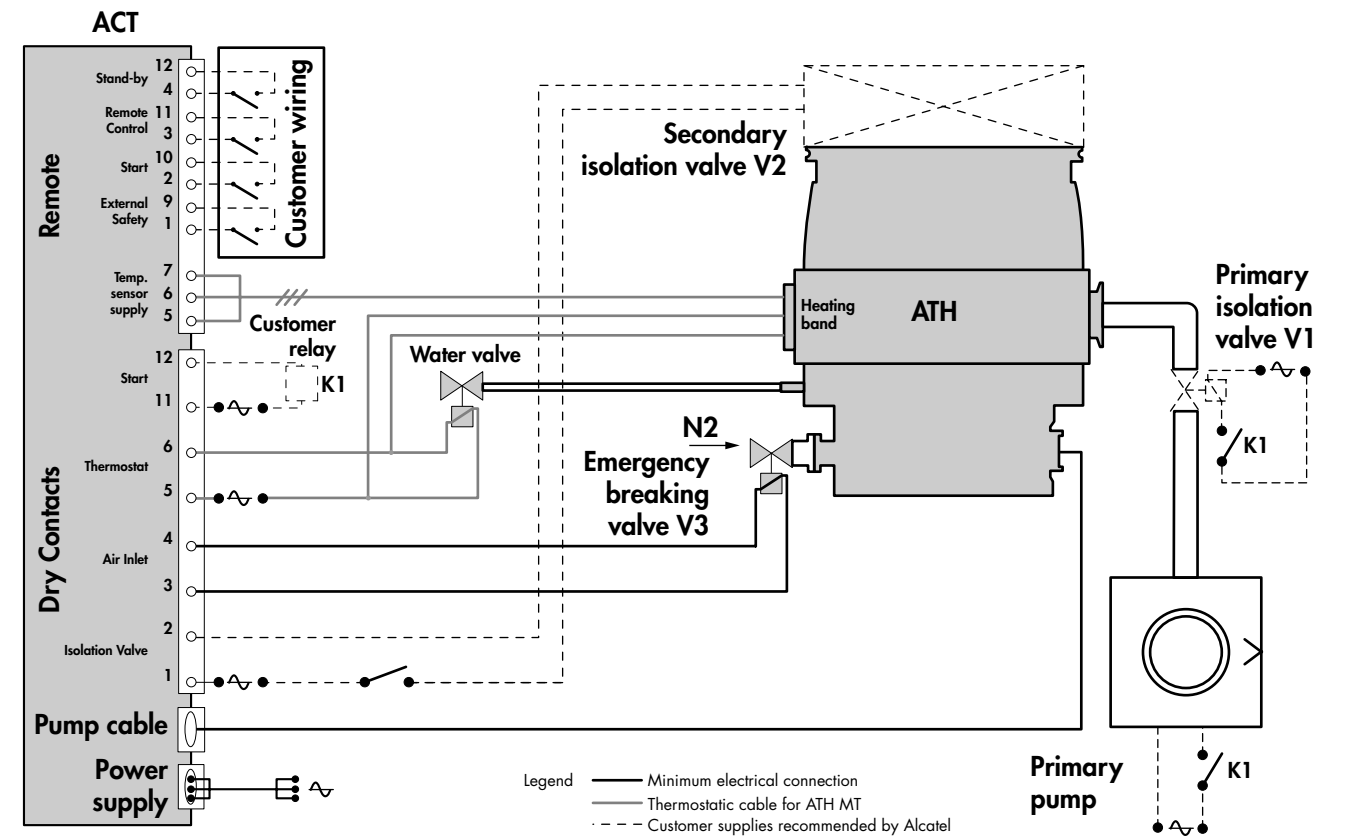 ACT
Remote
Stand-by
12
4
Remote
Control
11
3
Start
10
2
External
Safety
9
1
Customer wiring
Temp.
sensor
supply
7
6
5
Customer
relay
K1
Dry Contacts
Start
12
11
Thermostat
6
5
Air Inlet
4
3
Isolation Valve
2
1
Pump cable
Power
supply
Secondary
isolation valve V2
Heating
band
ATH
Water valve
N2
Emergency
breaking
valve V3
Primary
isolation
valve V1
K1
Primary
pump
K1
Legend
Minimum electrical connection
Thermostatic cable for ATH MT
Customer supplies recommended by Alcatel